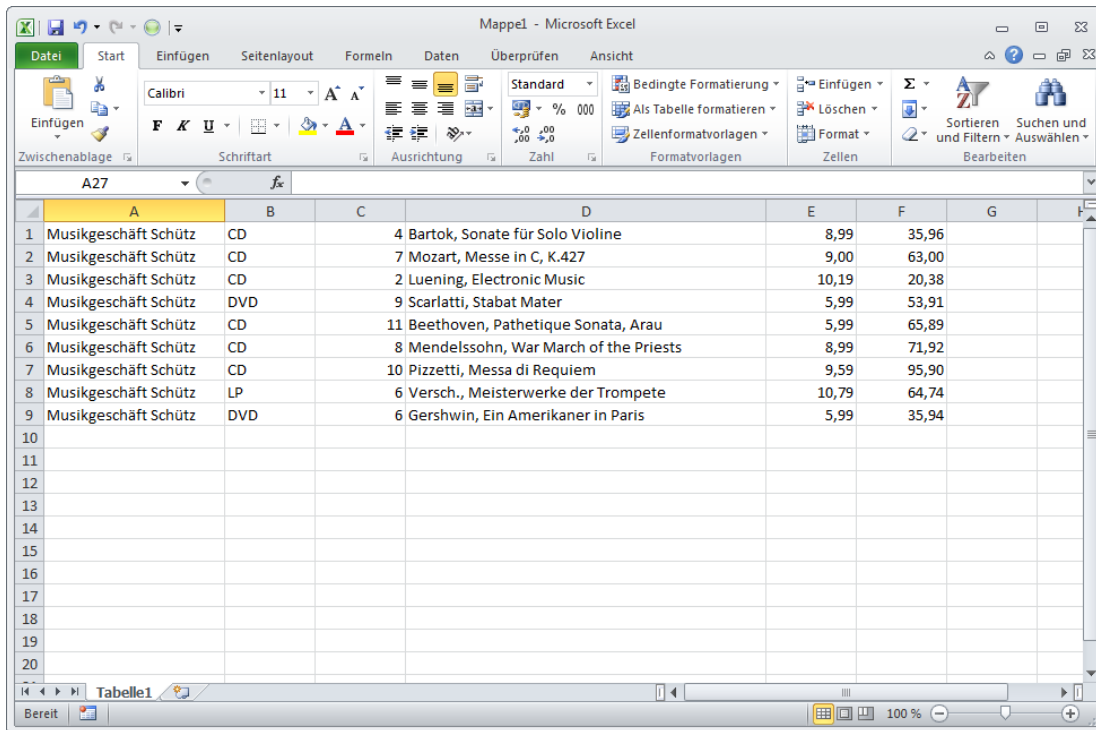 Mappe1 - Microsoft Excel
Datei Start Einfügen Seitenlayout Formeln Daten Überprüfen Ansicht
Calibri 11 A A Standard Bedingte Formatierung Einfügen Σ
Einfügen F K U A % 000 Als Tabelle formatieren Löschen Sortieren und Filtern Suchen und Auswählen
,0 ,00 ,00 ,0 Zellenformatvorlagen Format
Zwischenablage Schriftart Ausrichtung Zahl Formatvorlagen Zellen Bearbeiten
A27 fx
A B C D E F G H
1 Musikgeschäft Schütz CD 4 Bartok, Sonate für Solo Violine 8,99 35,96
2 Musikgeschäft Schütz CD 7 Mozart, Messe in C, K.427 9,00 63,00
3 Musikgeschäft Schütz CD 2 Luening, Electronic Music 10,19 20,38
4 Musikgeschäft Schütz DVD 9 Scarlatti, Stabat Mater 5,99 53,91
5 Musikgeschäft Schütz CD 11 Beethoven, Pathetique Sonata, Arau 5,99 65,89
6 Musikgeschäft Schütz CD 8 Mendelssohn, War March of the Priests 8,99 71,92
7 Musikgeschäft Schütz CD 10 Pizzetti, Messa di Requiem 9,59 95,90
8 Musikgeschäft Schütz LP 6 Versch., Meisterwerke der Trompete 10,79 64,74
9 Musikgeschäft Schütz DVD 6 Gershwin, Ein Amerikaner in Paris 5,99 35,94
10
11
12
13
14
15
16
17
18
19
20
Tabelle1
Bereit 100 %